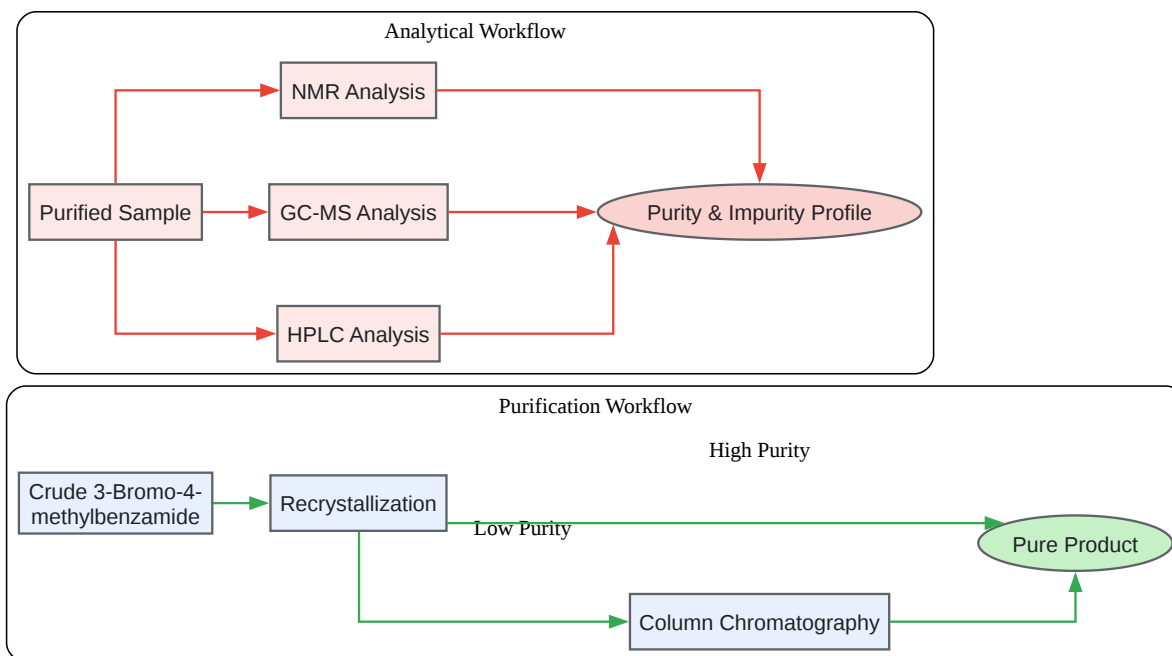 Analytical Workflow
NMR Analysis
Purified Sample
GC-MS Analysis
Purity & Impurity Profile
HPLC Analysis
Purification Workflow
High Purity
Crude 3-Bromo-4-
methylbenzamide
Recrystallization
Low Purity
Pure Product
Column Chromatography